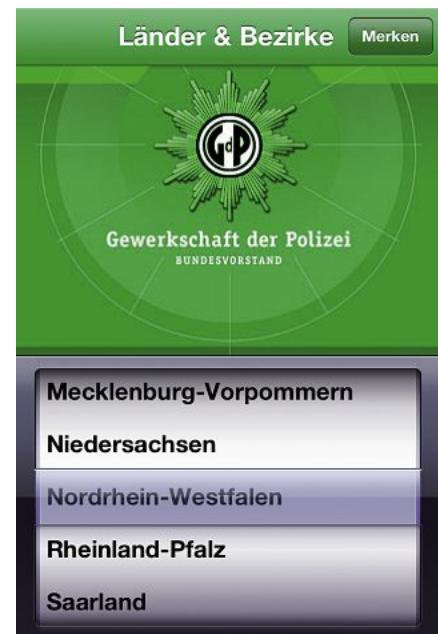 Länder & Bezirke
Merken
GdP
Gewerkschaft der Polizei
BUNDESVORSTAND
Mecklenburg-Vorpommern
Niedersachsen
Nordrhein-Westfalen
Rheinland-Pfalz
Saarland